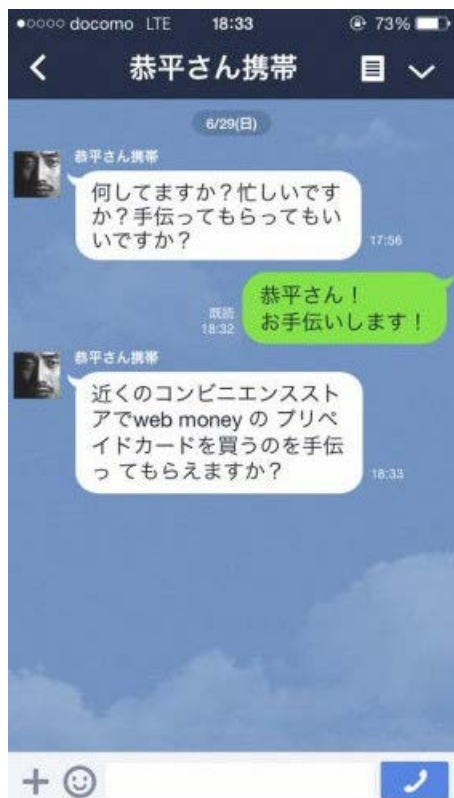 docomo LTE 18:33 73%
恭平さん携帯
6/29(日)
恭平さん携帯
何してますか？忙しいです
か？手伝ってもらってもい
いですか？
17:56
恭平さん！
お手伝いします！
既読
18:32
恭平さん携帯
近くのコンビニエンススト
アでweb money の プリペ
イドカードを買うのを手伝
っ てもらえますか？
18:33